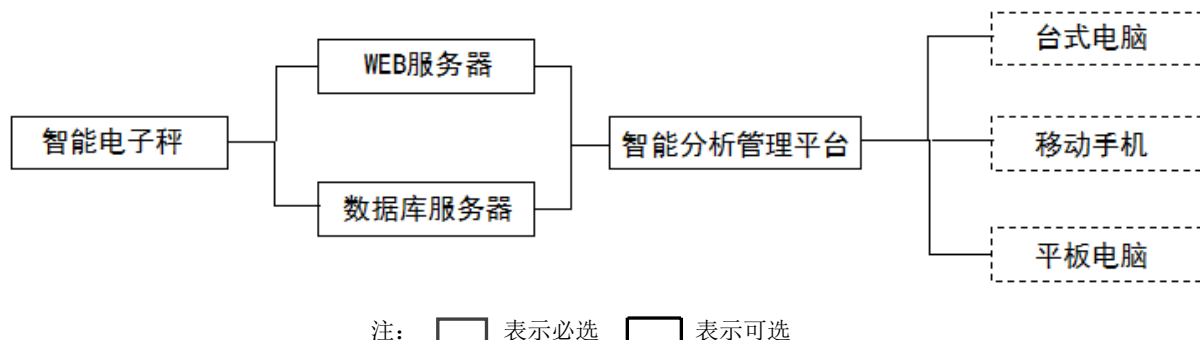 台式电脑
WEB服务器
智能电子秤
智能分析管理平台
移动手机
数据库服务器
平板电脑
注： 表示必选 表示可选